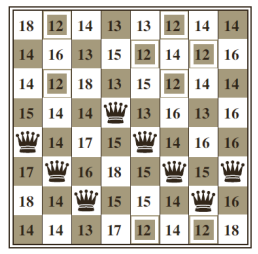 18 12 14 13 13 12 14 14
14 16 13 15 12 14 12 16
14 12 18 13 15 12 14 14
15 14 14 13 16 13 16
14 17 15 14 16 16
17 16 18 15 15
18 14 15 15 14 16
14 14 13 17 12 14 12 18